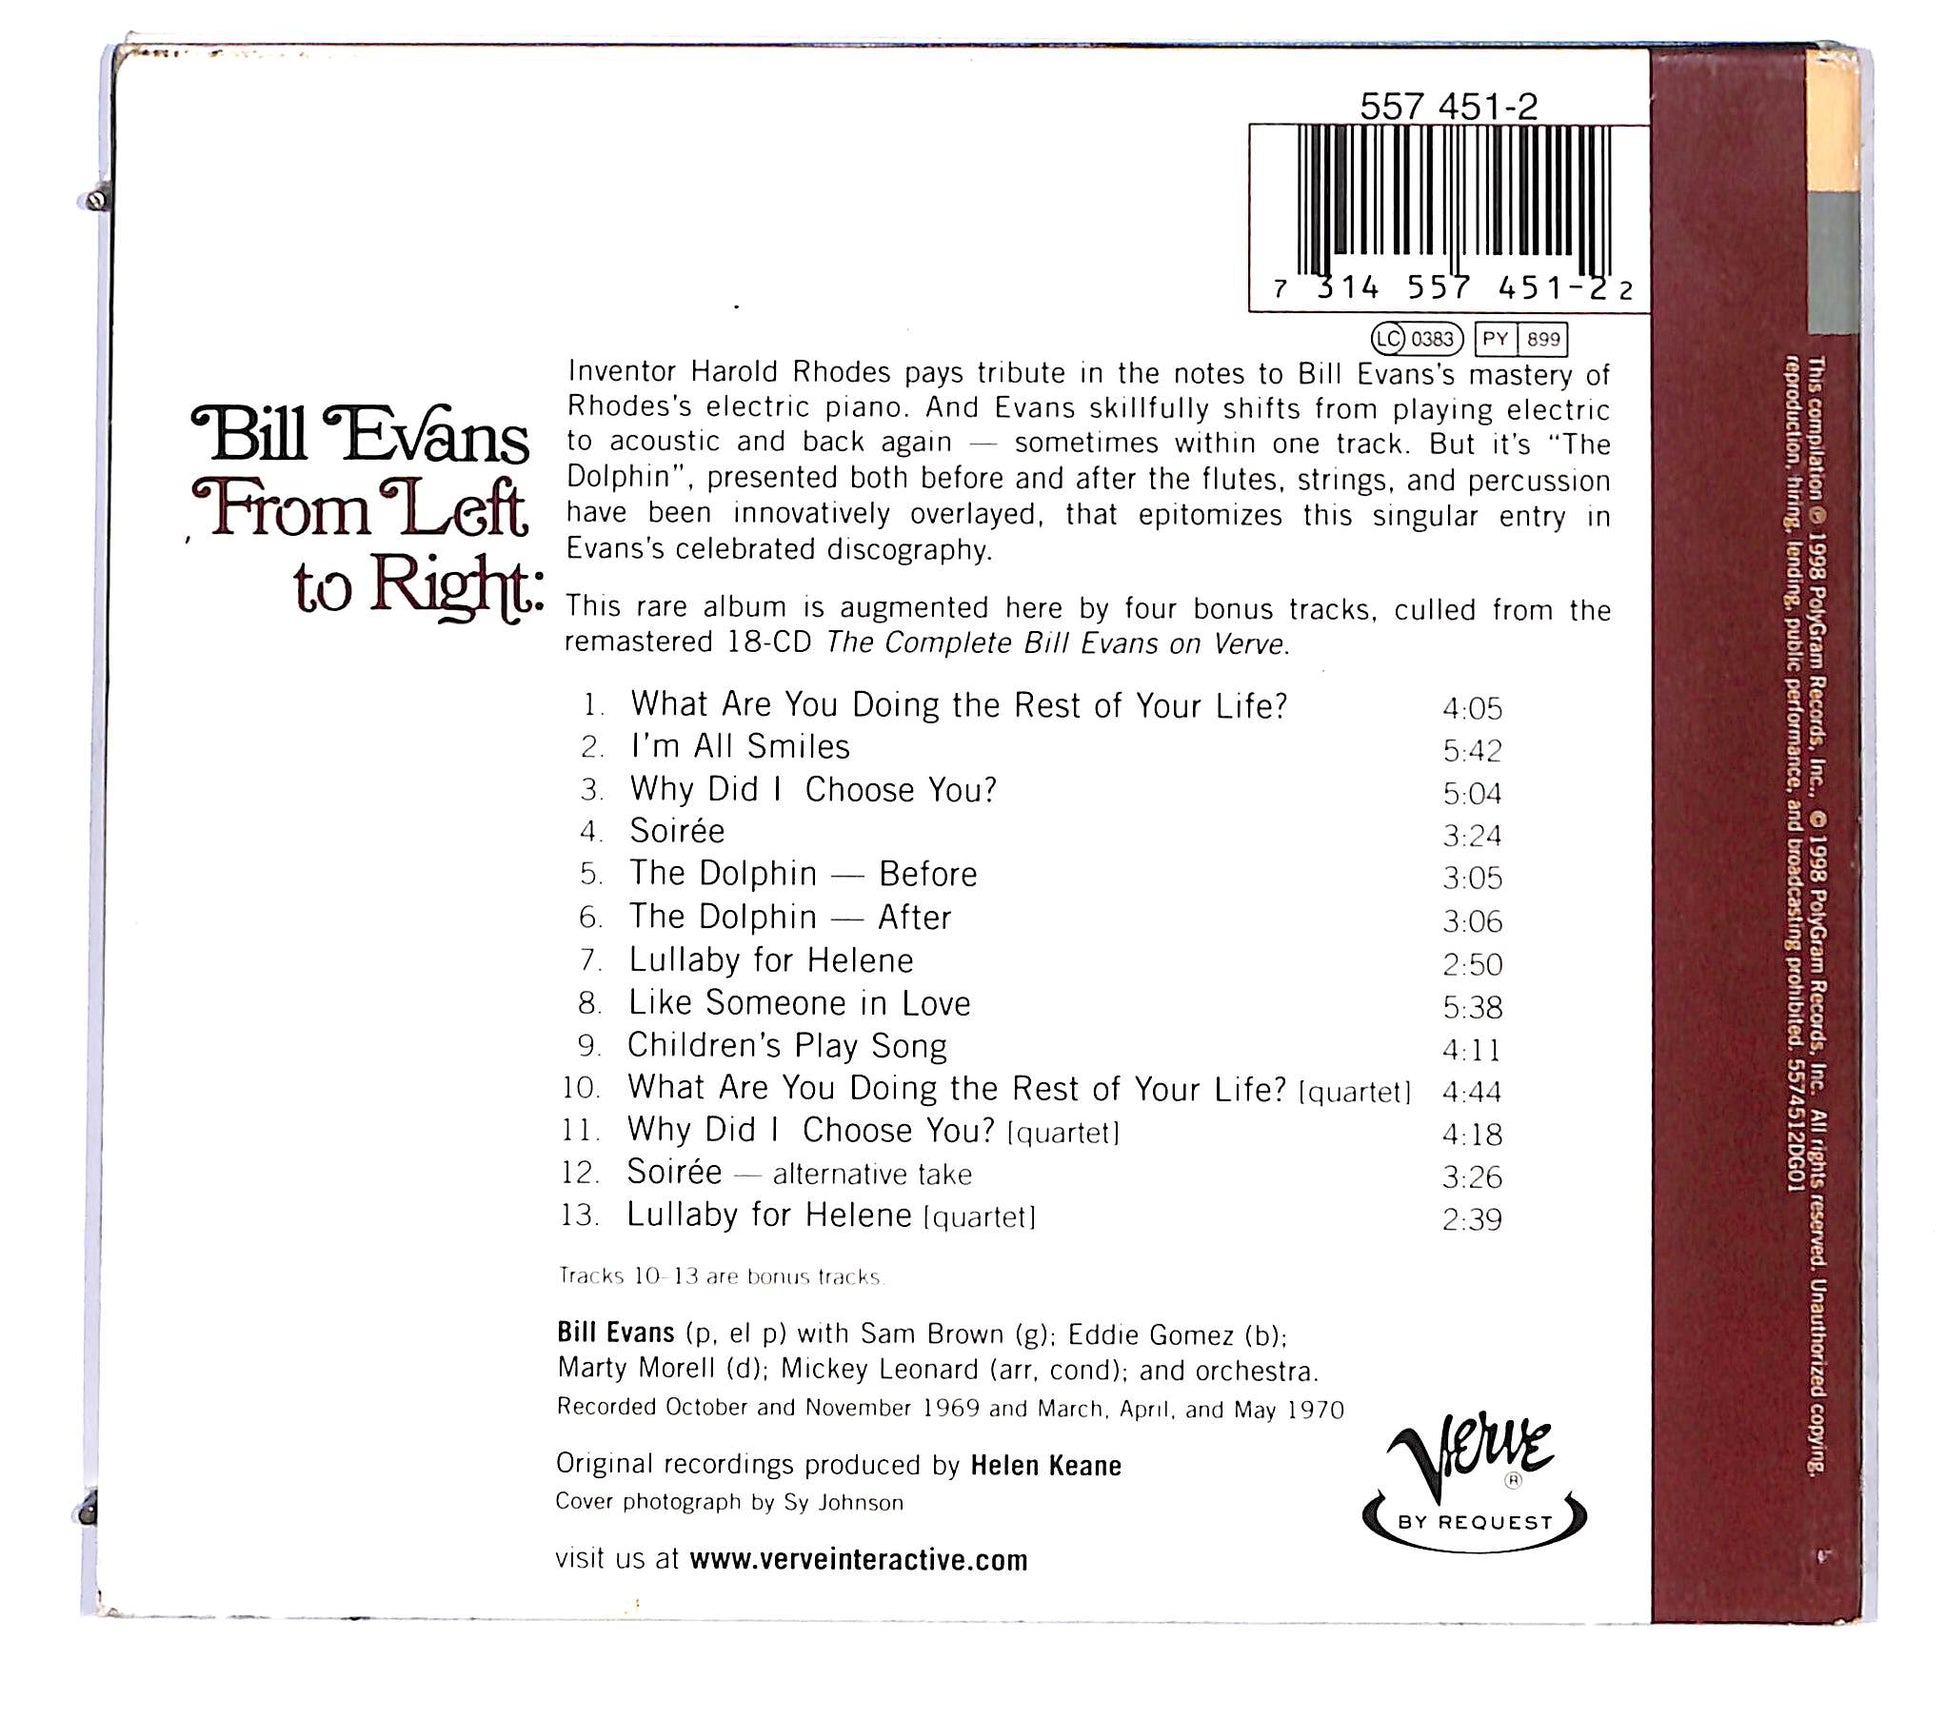 557 451-2
7 314 557 451-2 2
LC 0383 PY 899
Bill Evans
From Left
to Right:
Inventor Harold Rhodes pays tribute in the notes to Bill Evans's mastery of
Rhodes's electric piano. And Evans skillfully shifts from playing electric
to acoustic and back again — sometimes within one track. But it's “The
Dolphin”, presented both before and after the flutes, strings, and percussion
have been innovatively overlayed, that epitomizes this singular entry in
Evans's celebrated discography.
This rare album is augmented here by four bonus tracks, culled from the
remastered 18-CD The Complete Bill Evans on Verve.
1. What Are You Doing the Rest of Your Life? 4:05
2. I'm All Smiles 5:42
3. Why Did I Choose You? 5:04
4. Soirée 3:24
5. The Dolphin — Before 3:05
6. The Dolphin — After 3:06
7. Lullaby for Helene 2:50
8. Like Someone in Love 5:38
9. Children's Play Song 4:11
10. What Are You Doing the Rest of Your Life? [quartet] 4:44
11. Why Did I Choose You? [quartet] 4:18
12. Soirée — alternative take 3:26
13. Lullaby for Helene [quartet] 2:39
Tracks 10-13 are bonus tracks.
Bill Evans (p, el p) with Sam Brown (g); Eddie Gomez (b);
Marty Morell (d); Mickey Leonard (arr, cond); and orchestra.
Recorded October and November 1969 and March, April, and May 1970
Original recordings produced by Helen Keane
Cover photograph by Sy Johnson
visit us at www.verveinteractive.com
Verve ®
BY REQUEST
This compilation ℗ 1998 PolyGram Records, Inc., © 1998 PolyGram Records, Inc. All rights reserved. Unauthorized copying,
reproduction, hiring, lending, public performance, and broadcasting prohibited. 5574512DG01